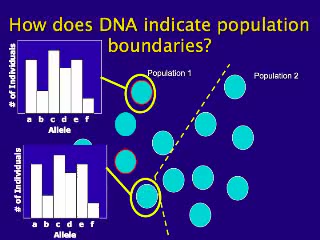 How does DNA indicate population
boundaries?
# of Individuals
a b c d e f
Allele
Population 1
Population 2
# of Individuals
a b c d e f
Allele